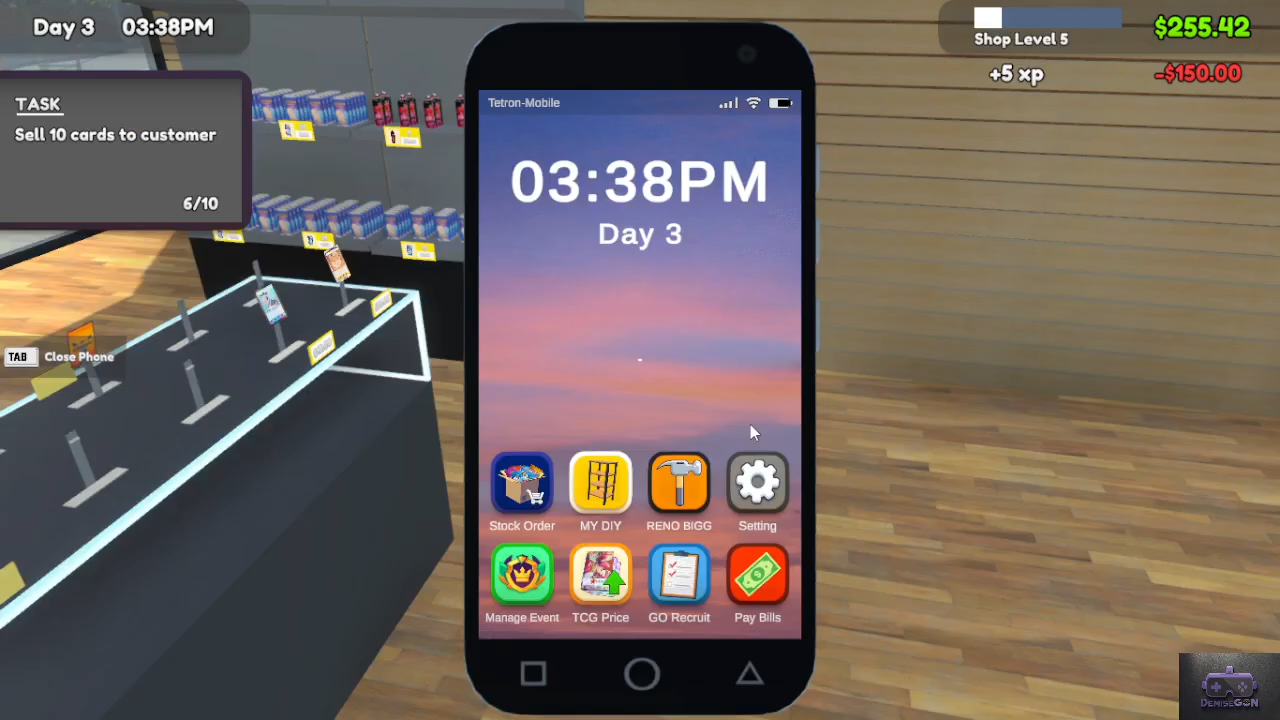 Day 3 03:38PM
Shop Level 5
$255.42
+5 xp
-$150.00
TASK
Sell 10 cards to customer
6/10
TAB Close Phone
Tetron-Mobile
03:38PM
Day 3
Stock Order MY DIY RENO BIGG Setting
Manage Event TCG Price GO Recruit Pay Bills
DEMISEGON